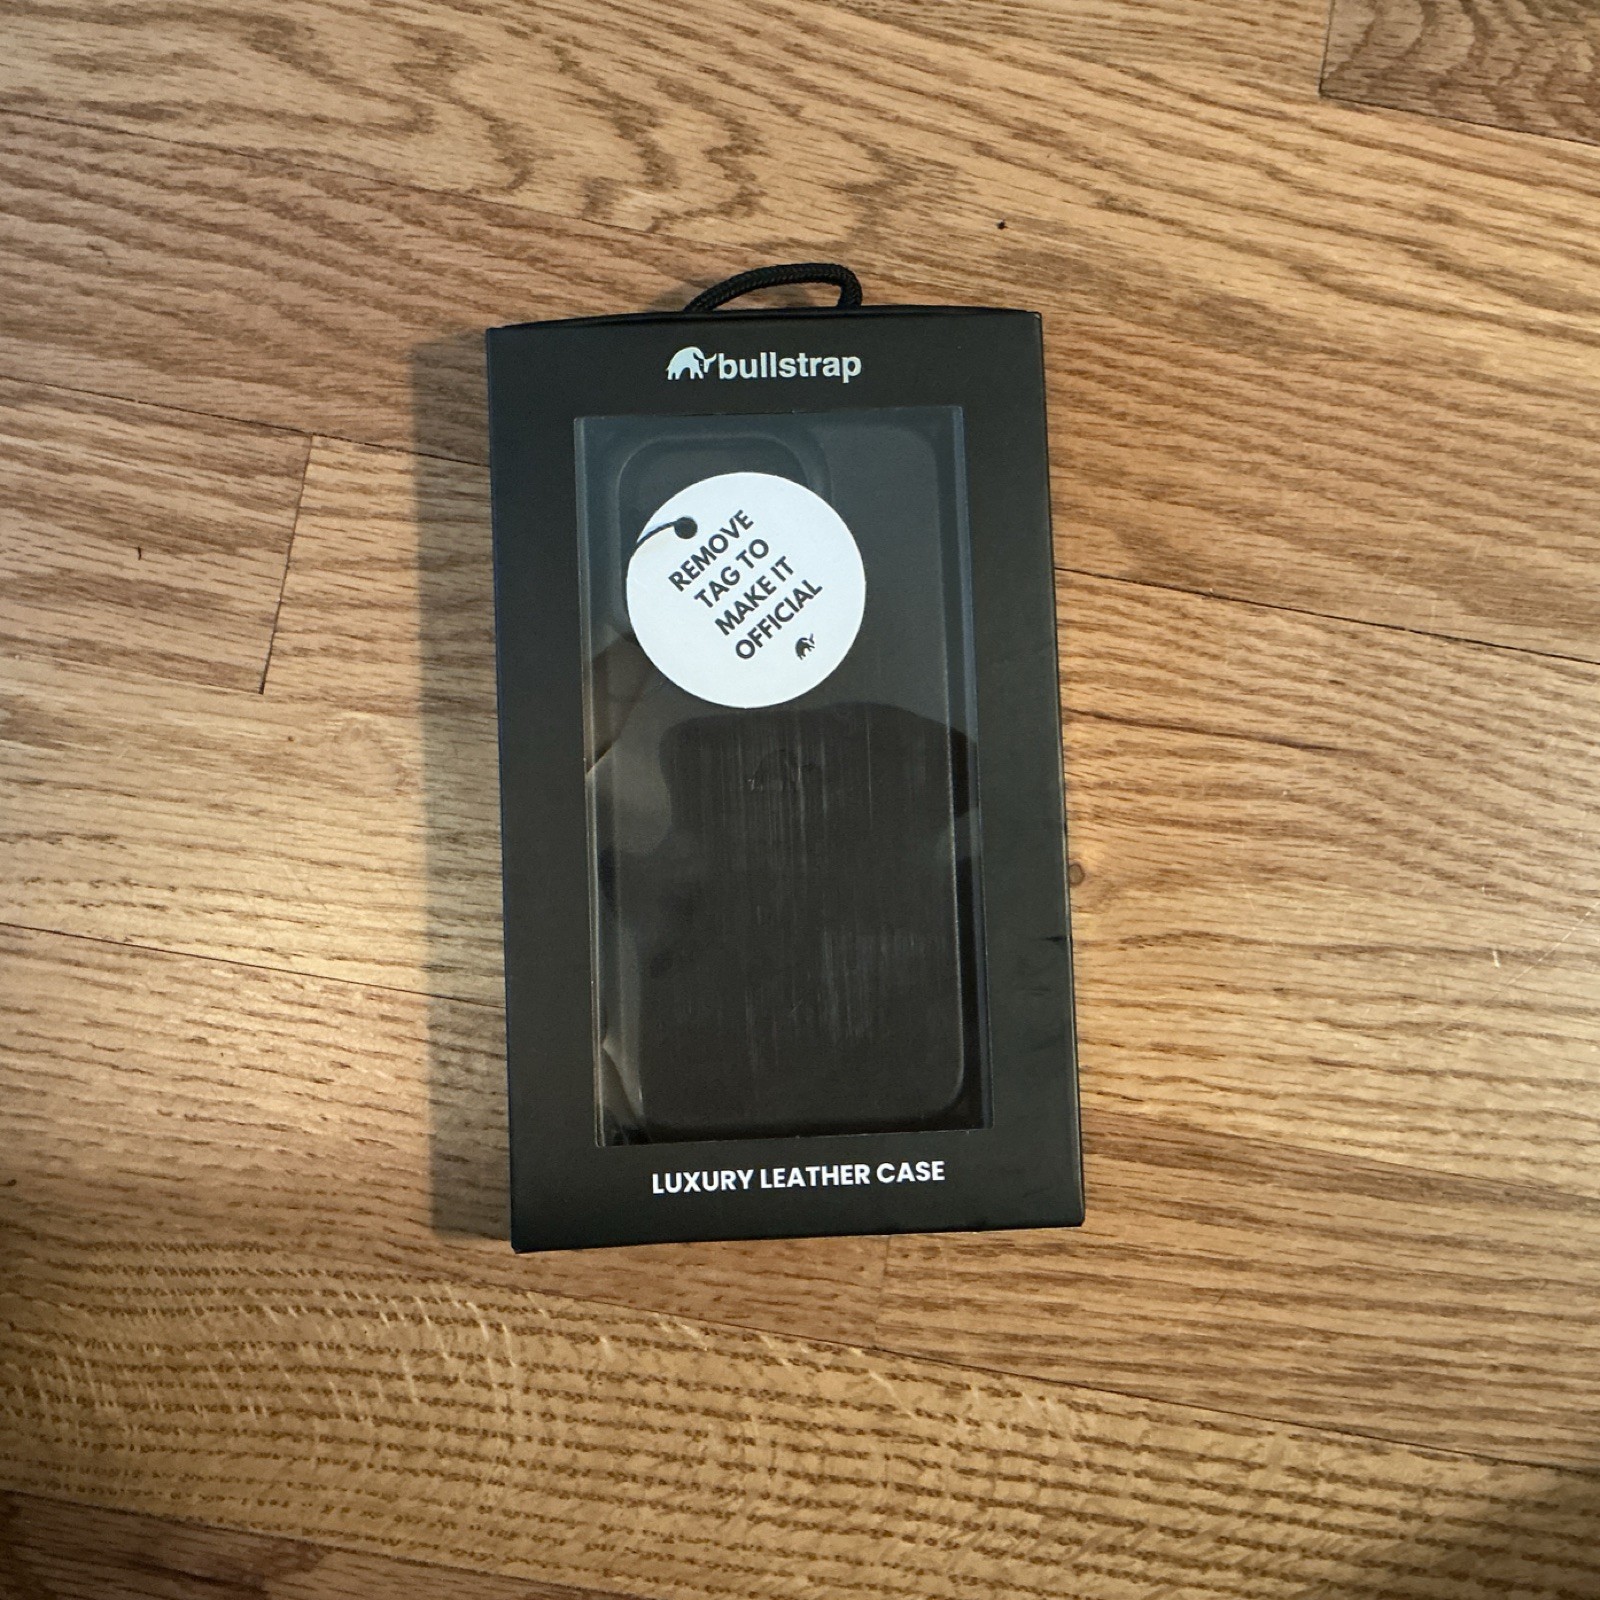 bullstrap
REMOVE
TAG TO
MAKE IT
OFFICIAL
LUXURY LEATHER CASE